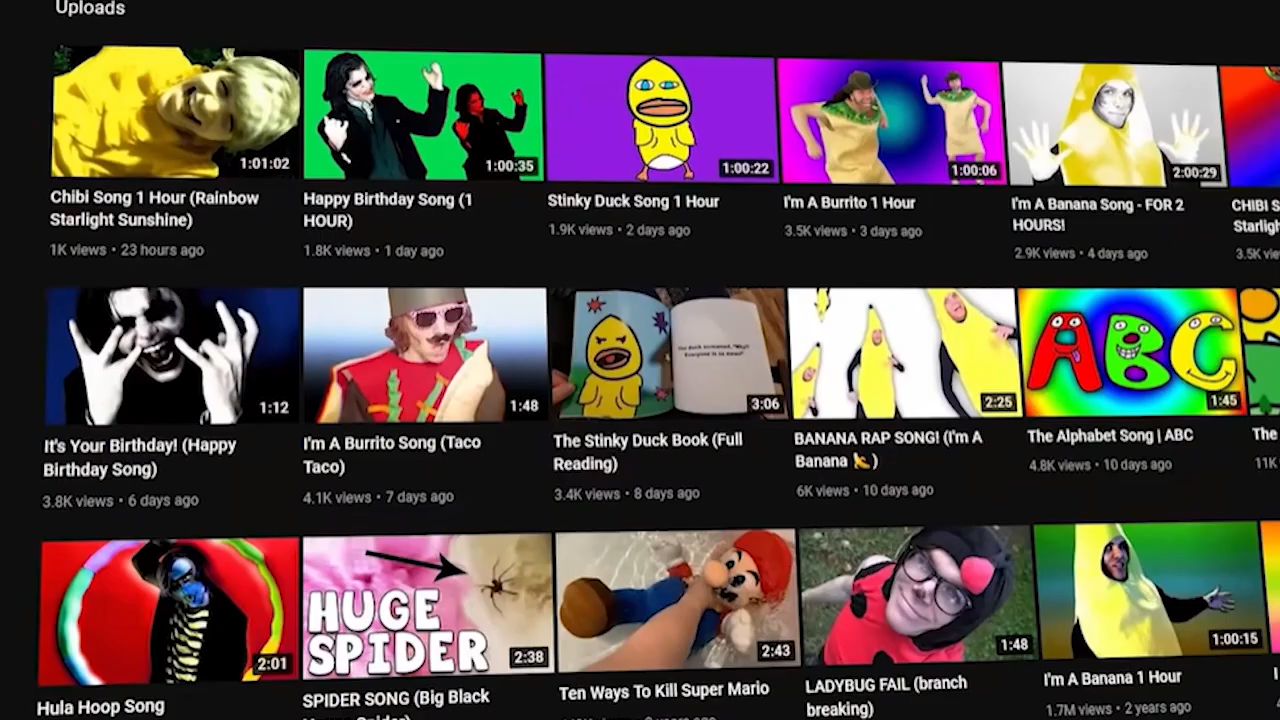 Uploads
1:01:02
1:00:35
1:00:22
1:00:06
2:00:29
Chibi Song 1 Hour (Rainbow
Starlight Sunshine)
1K views • 23 hours ago
Happy Birthday Song (1
HOUR)
1.8K views • 1 day ago
Stinky Duck Song 1 Hour
1.9K views • 2 days ago
I'm A Burrito 1 Hour
3.5K views • 3 days ago
I'm A Banana Song - FOR 2
HOURS!
2.9K views • 4 days ago
CHIBI S
Starligh
3.5K vie
1:12
1:48
3:06
2:25
ABC
1:45
It's Your Birthday! (Happy
Birthday Song)
3.8K views • 6 days ago
I'm A Burrito Song (Taco
Taco)
4.1K views • 7 days ago
The Stinky Duck Book (Full
Reading)
3.4K views • 8 days ago
BANANA RAP SONG! (I'm A
Banana 🍌)
6K views • 10 days ago
The Alphabet Song | ABC
4.8K views • 10 days ago
The
11K
HUGE
SPIDER
2:01
2:38
2:43
1:48
1:00:15
Hula Hoop Song
SPIDER SONG (Big Black
Ten Ways To Kill Super Mario
LADYBUG FAIL (branch
breaking)
I'm A Banana 1 Hour
1.7M views • 2 years ago